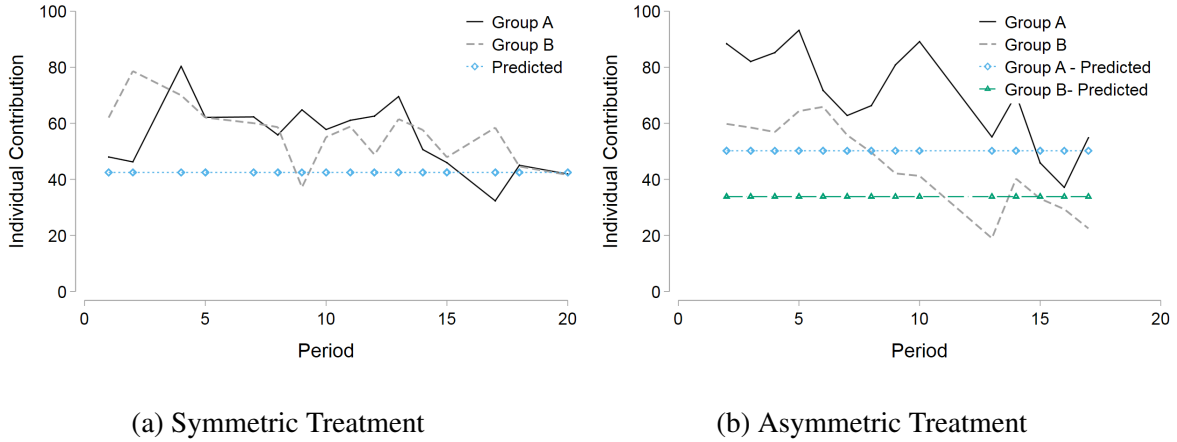 100
80
60
40
20
0
Individual Contribution
0
5
10
15
20
Period
Group A
Group B
Predicted
(a) Symmetric Treatment
100
80
60
40
20
0
Individual Contribution
0
5
10
15
20
Period
Group A
Group B
Group A - Predicted
Group B- Predicted
(b) Asymmetric Treatment